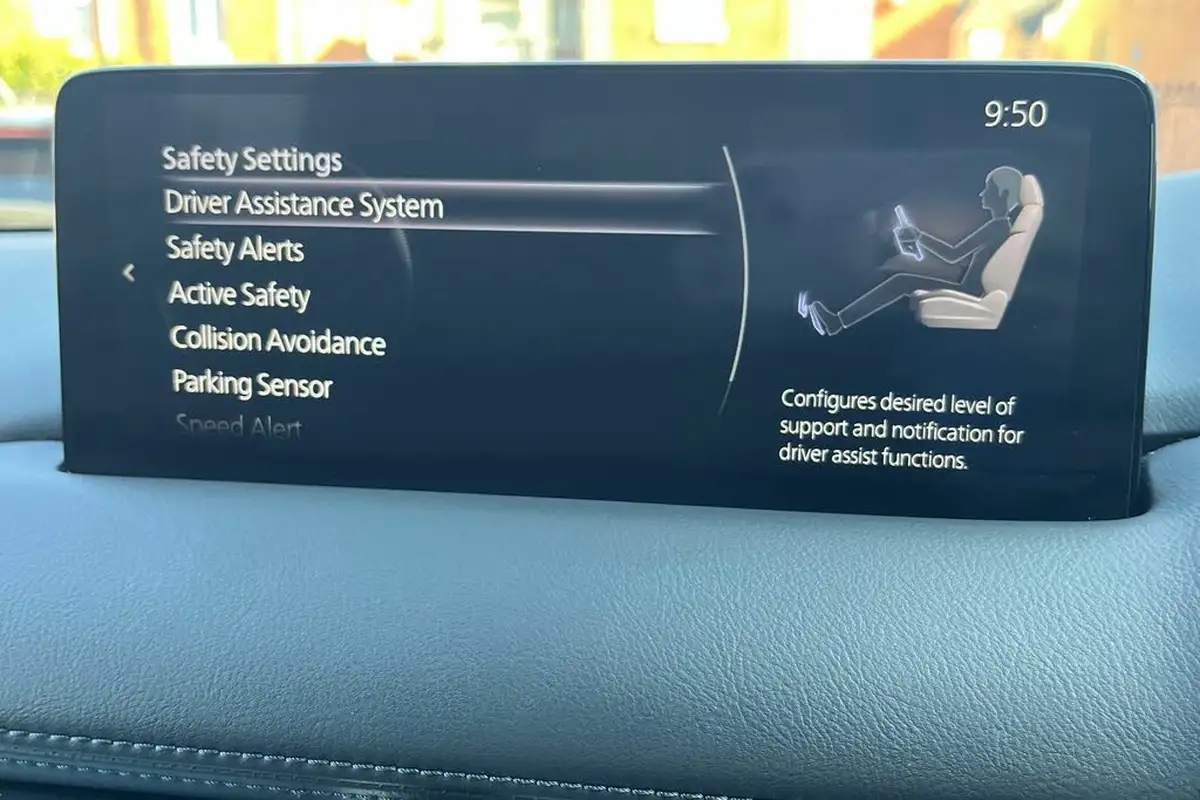 9:50
Safety Settings
Driver Assistance System
Safety Alerts
Active Safety
Collision Avoidance
Parking Sensor
Speed Alert
Configures desired level of
support and notification for
driver assist functions.